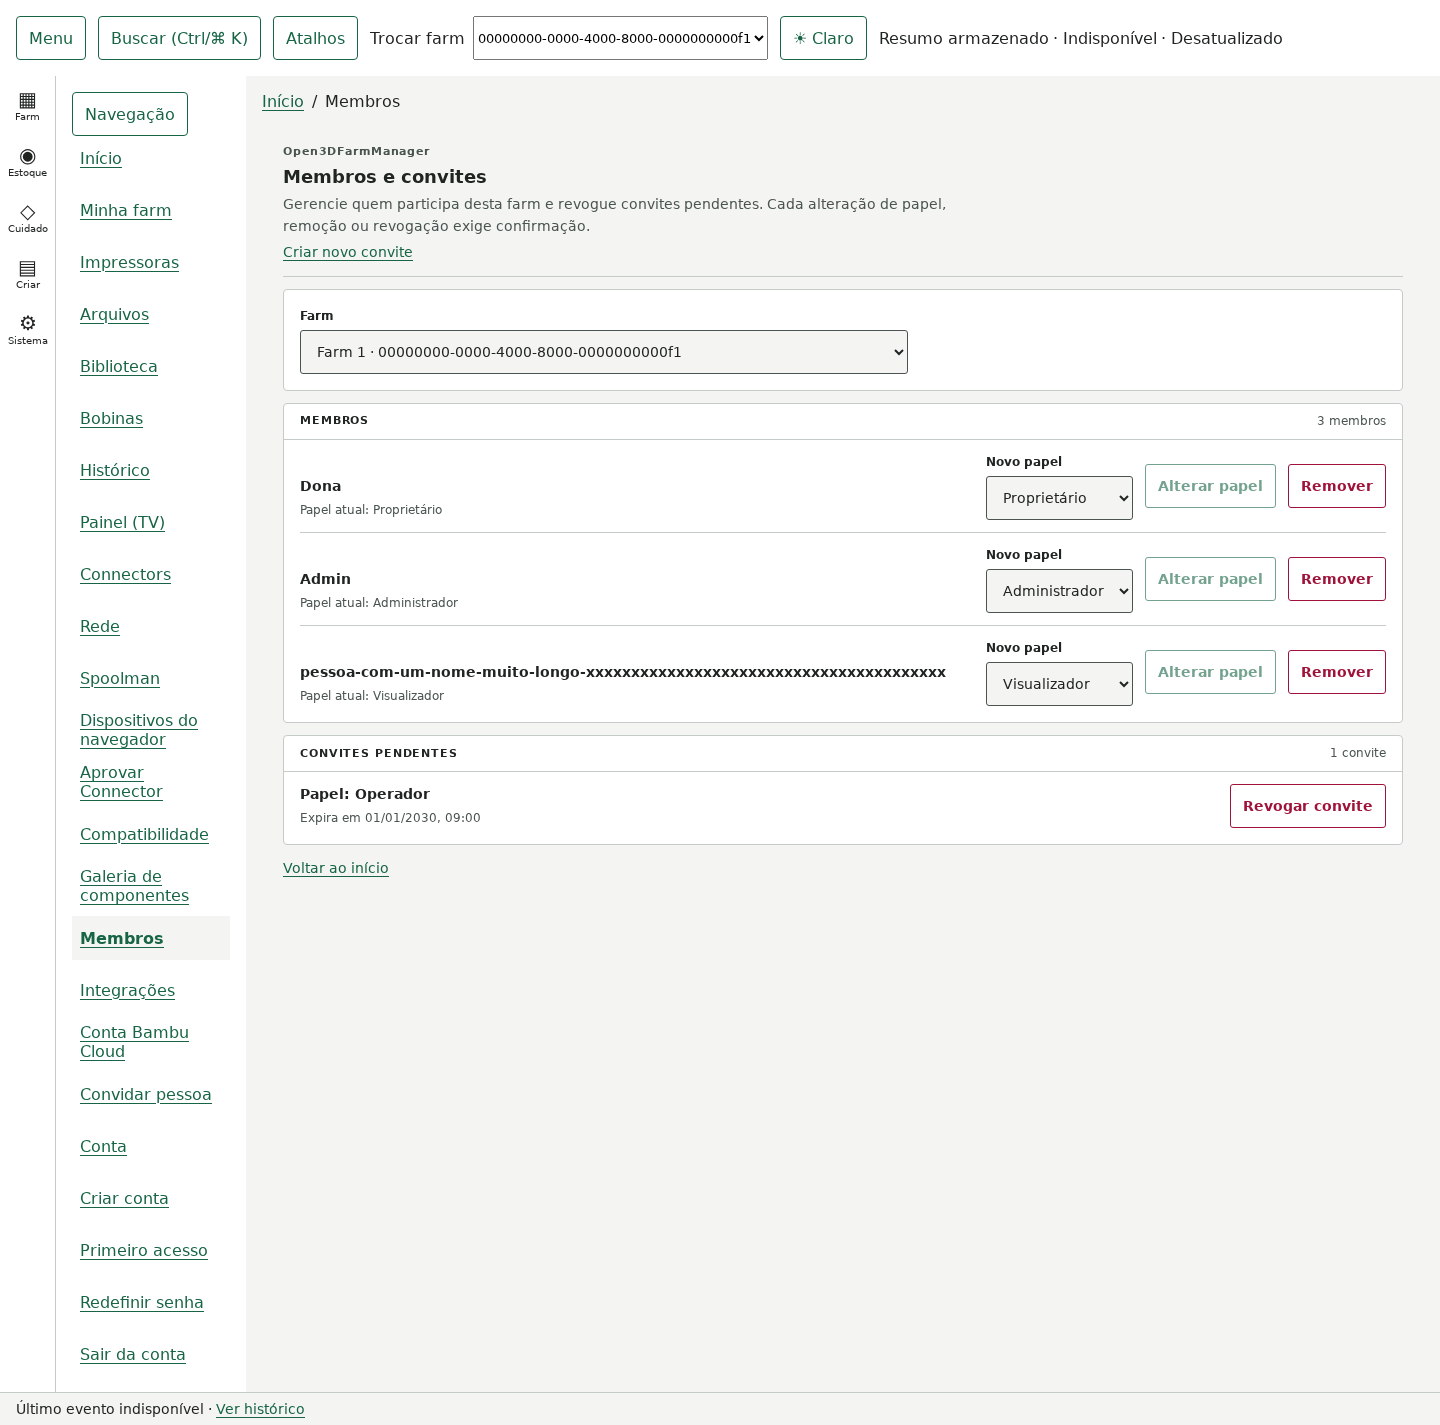 Menu
Buscar (Ctrl/⌘ K)
Atalhos
Trocar farm
00000000-0000-4000-8000-0000000000f1
☀ Claro
Resumo armazenado · Indisponível · Desatualizado
Farm
Estoque
Cuidado
Criar
Sistema
Navegação
Início
Minha farm
Impressoras
Arquivos
Biblioteca
Bobinas
Histórico
Painel (TV)
Connectors
Rede
Spoolman
Dispositivos do
navegador
Aprovar
Connector
Compatibilidade
Galeria de
componentes
Membros
Integrações
Conta Bambu
Cloud
Convidar pessoa
Conta
Criar conta
Primeiro acesso
Redefinir senha
Sair da conta
Início / Membros
Open3DFarmManager
Membros e convites
Gerencie quem participa desta farm e revogue convites pendentes. Cada alteração de papel,
remoção ou revogação exige confirmação.
Criar novo convite
Farm
Farm 1 · 00000000-0000-4000-8000-0000000000f1
MEMBROS
3 membros
Dona
Papel atual: Proprietário
Novo papel
Proprietário
Alterar papel
Remover
Admin
Papel atual: Administrador
Novo papel
Administrador
Alterar papel
Remover
pessoa-com-um-nome-muito-longo-xxxxxxxxxxxxxxxxxxxxxxxxxxxxxxxxxxxxxxxx
Papel atual: Visualizador
Novo papel
Visualizador
Alterar papel
Remover
CONVITES PENDENTES
1 convite
Papel: Operador
Expira em 01/01/2030, 09:00
Revogar convite
Voltar ao início
Último evento indisponível · Ver histórico